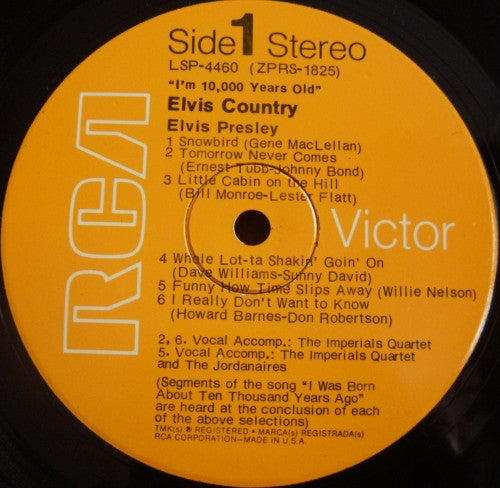 Side 1 Stereo
LSP-4460 (ZPRS-1825)
"I'm 10,000 Years Old"
Elvis Country
Elvis Presley
1 Snowbird (Gene MacLellan)
2 Tomorrow Never Comes
(Ernest Tubb-Johnny Bond)
3 Little Cabin on the Hill
(Bill Monroe-Lester Flatt)
RCA
Victor
4 Whole Lot-ta Shakin' Goin' On
(Dave Williams-Sunny David)
5 Funny How Time Slips Away (Willie Nelson)
6 I Really Don't Want to Know
(Howard Barnes-Don Robertson)
2, 6. Vocal Accomp.: The Imperials Quartet
5. Vocal Accomp.: The Imperials Quartet
and The Jordanaires
(Segments of the song "I Was Born
About Ten Thousand Years Ago"
are heard at the conclusion of each
of the above selections)
TMK(s) ® REGISTERED • MARCA(s) REGISTRADA(s)
RCA CORPORATION—MADE IN U.S.A.